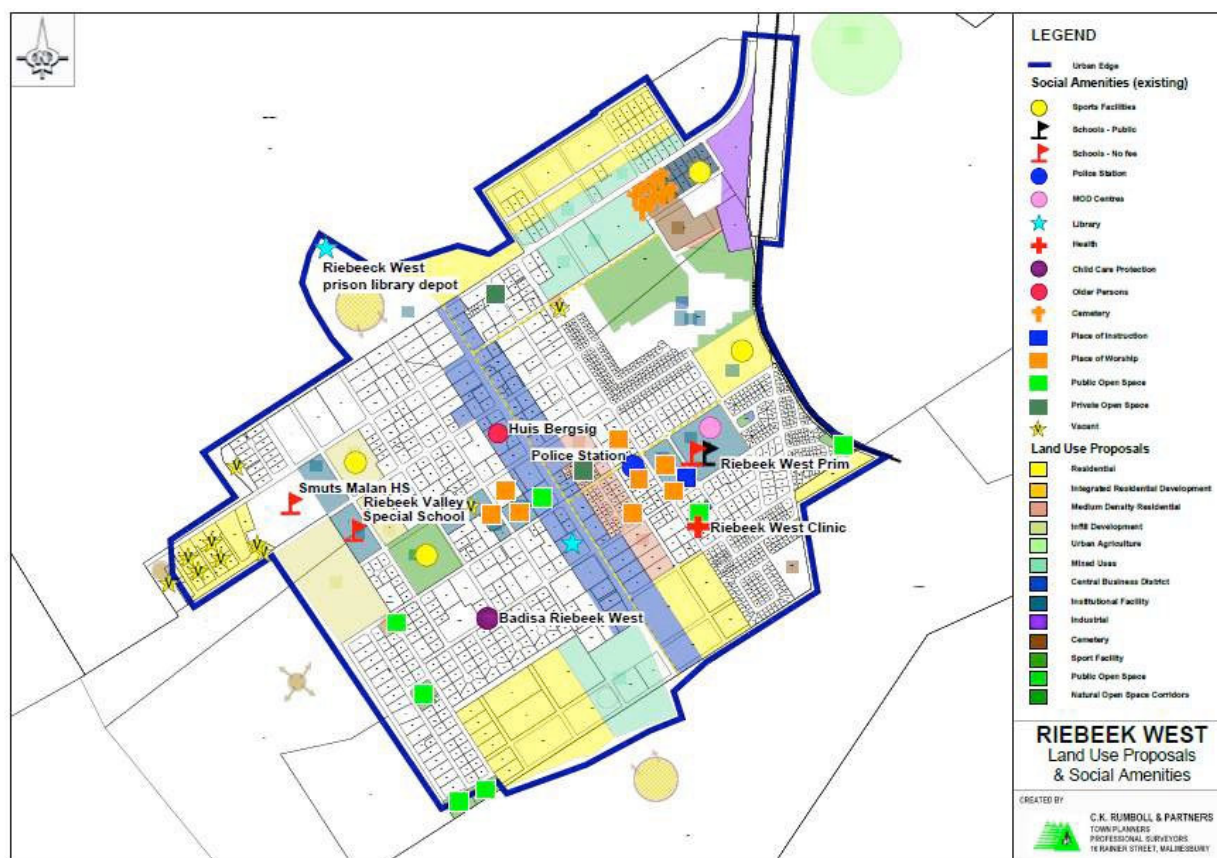 Riebeeck West
prison library depot
Huis Bergsig
Police Station
Riebeek West Prim
Smuts Malan HS
Riebeek Valley
Special School
Riebeek West Clinic
Badisa Riebeek West
V
V
V
LEGEND
Urban Edge
Social Amenities (existing)
Sports Facilities
Schools - Public
Schools - No fee
Police Station
MOD Centres
Library
Health
Child Care Protection
Older Persons
Cemetery
Place of Instruction
Place of Worship
Public Open Space
Private Open Space
V Vacant
Land Use Proposals
Residential
Integrated Residential Development
Medium Density Residential
Infill Development
Urban Agriculture
Mixed Uses
Central Business District
Institutional Facility
Industrial
Cemetery
Sport Facility
Public Open Space
Natural Open Space Corridors
RIEBEEK WEST
Land Use Proposals
& Social Amenities
CREATED BY
C.K. RUMBOLL & PARTNERS
TOWN PLANNERS
PROFESSIONAL SURVEYORS
16 RAINIER STREET, MALMESBURY